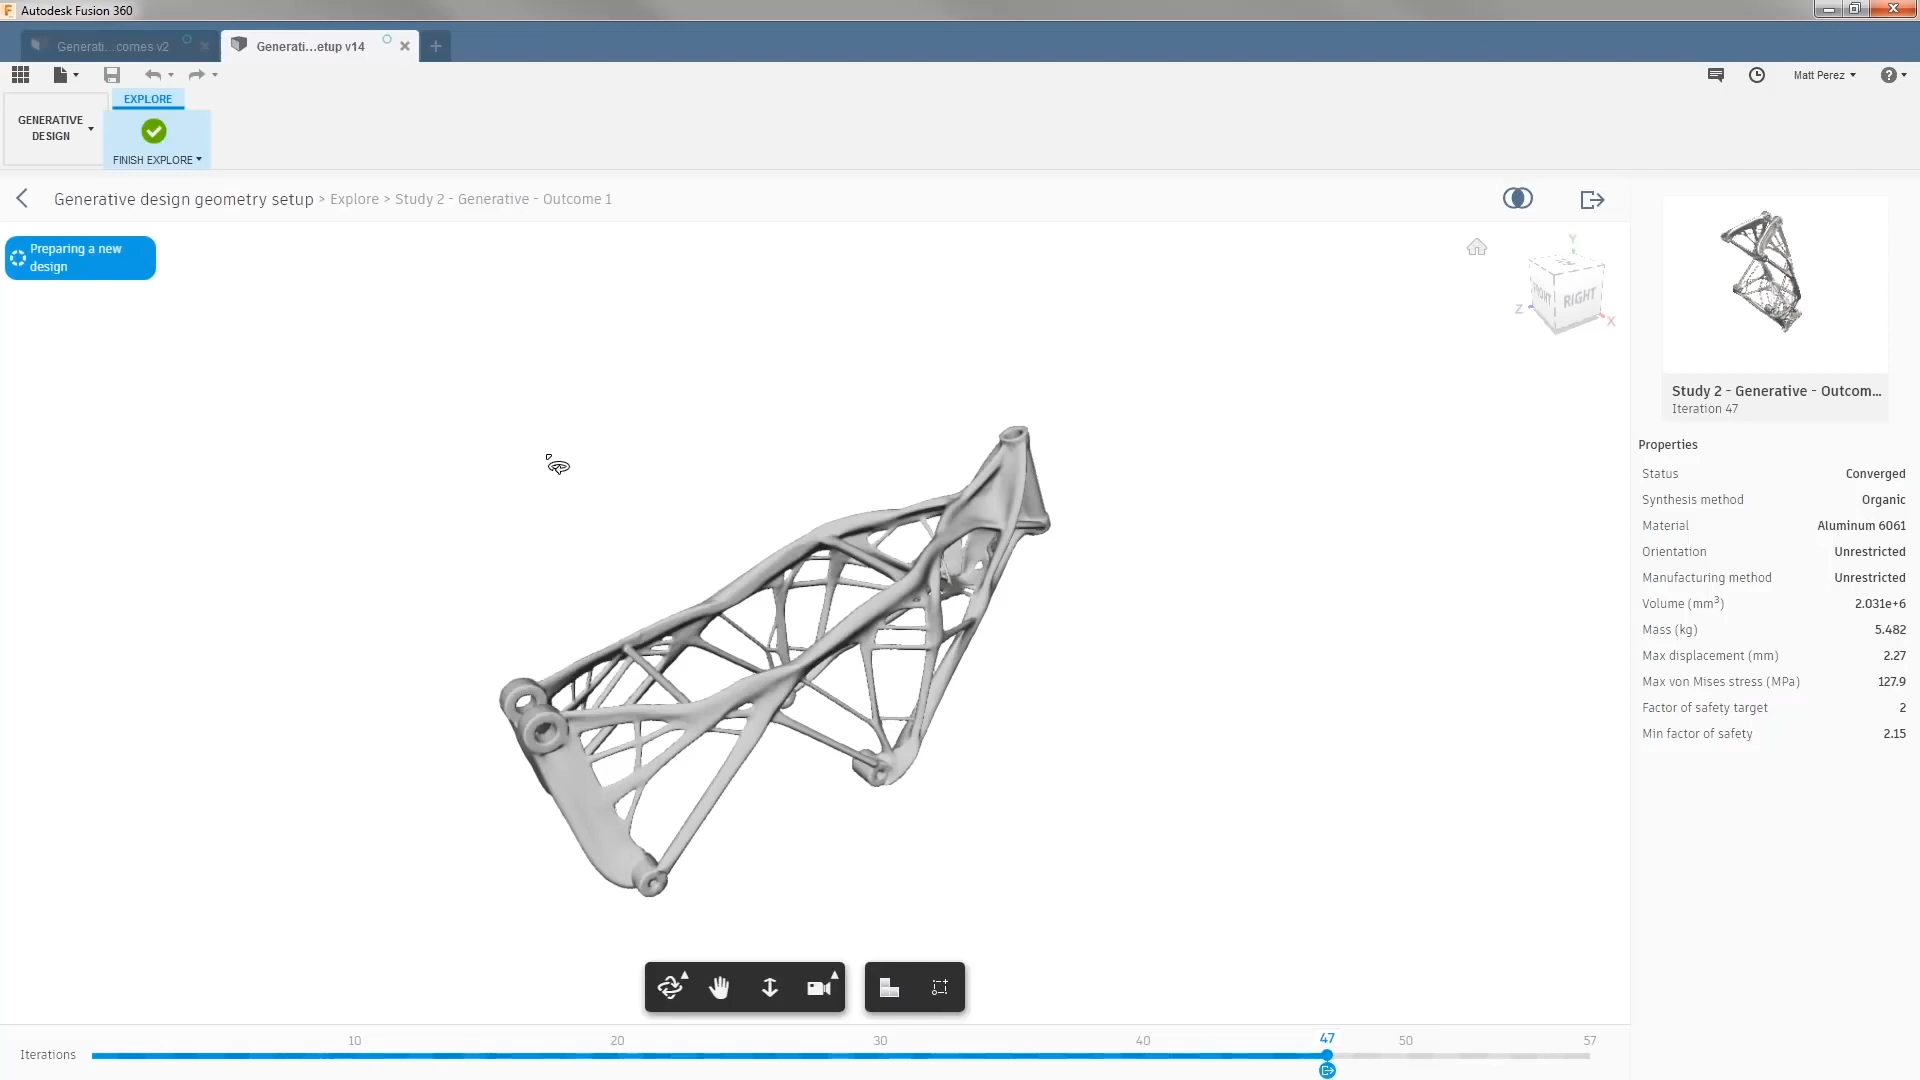 Autodesk Fusion 360
Generati...comes v2
Generati...etup v14
Matt Perez
EXPLORE
GENERATIVE
DESIGN
FINISH EXPLORE
Generative design geometry setup > Explore > Study 2 - Generative - Outcome 1
Preparing a new
design
Y
FRONT
RIGHT
Z
X
Study 2 - Generative - Outcom...
Iteration 47
Properties
Status Converged
Synthesis method Organic
Material Aluminum 6061
Orientation Unrestricted
Manufacturing method Unrestricted
Volume (mm³) 2.031e+6
Mass (kg) 5.482
Max displacement (mm) 2.27
Max von Mises stress (MPa) 127.9
Factor of safety target 2
Min factor of safety 2.15
10 20 30 40 47 50 57
Iterations